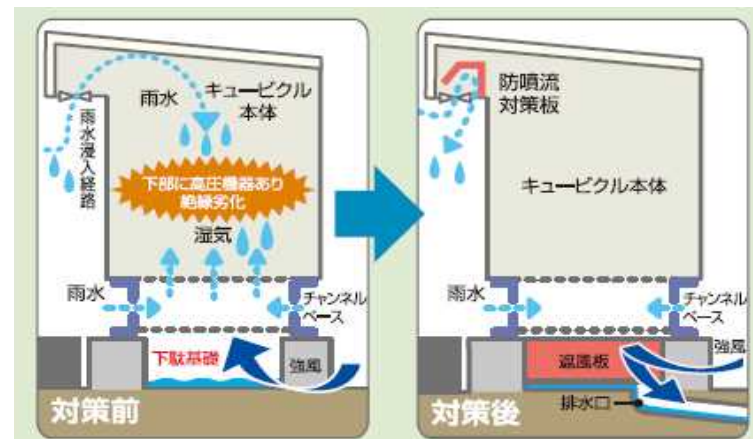 雨水
キュービクル
本体
雨水浸入経路
下部に高圧機器あり
絶縁劣化
湿気
雨水
チャンネル
ベース
下駄基礎
強風
対策前
防噴流
対策板
キュービクル本体
雨水
チャンネル
ベース
強風
遮風板
排水口
対策後